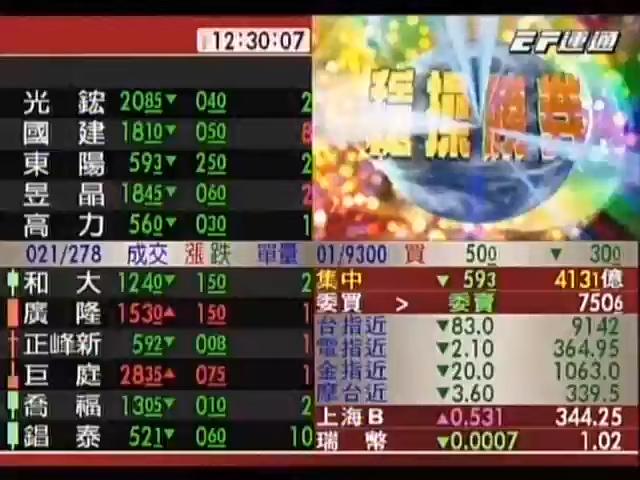 12:30:07
EF運通
光 鋐 2085▼ 040 2
國 建 1810▼ 050 8
東 陽 593▼ 250 2
昱 晶 1845▼ 060 2
高 力 560▼ 030 1
021/278 成交 漲跌 單量
和 大 1240▼ 150 2
廣 隆 1530▲ 150 1
正峰新 592▼ 008 1
巨 庭 2835▲ 075 1
喬 福 1305▼ 010 2
錩 泰 521▼ 060 10
01/9300 買 500 ▼ 300
集中 ▼ 593 4131億
委買 > 委賣 7506
台指近 ▼83.0 9142
電指近 ▼2.10 364.95
金指近 ▼20.0 1063.0
摩台近 ▼3.60 339.5
上海B ▲0.531 344.25
瑞 幣 ▼0.0007 1.02